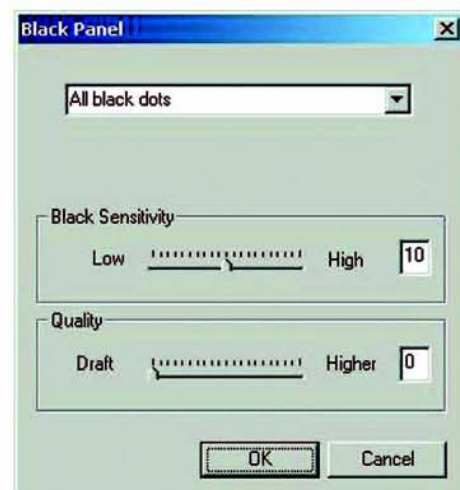 Black Panel
All black dots
Black Sensitivity
Low High 10
Quality
Draft Higher 0
OK Cancel